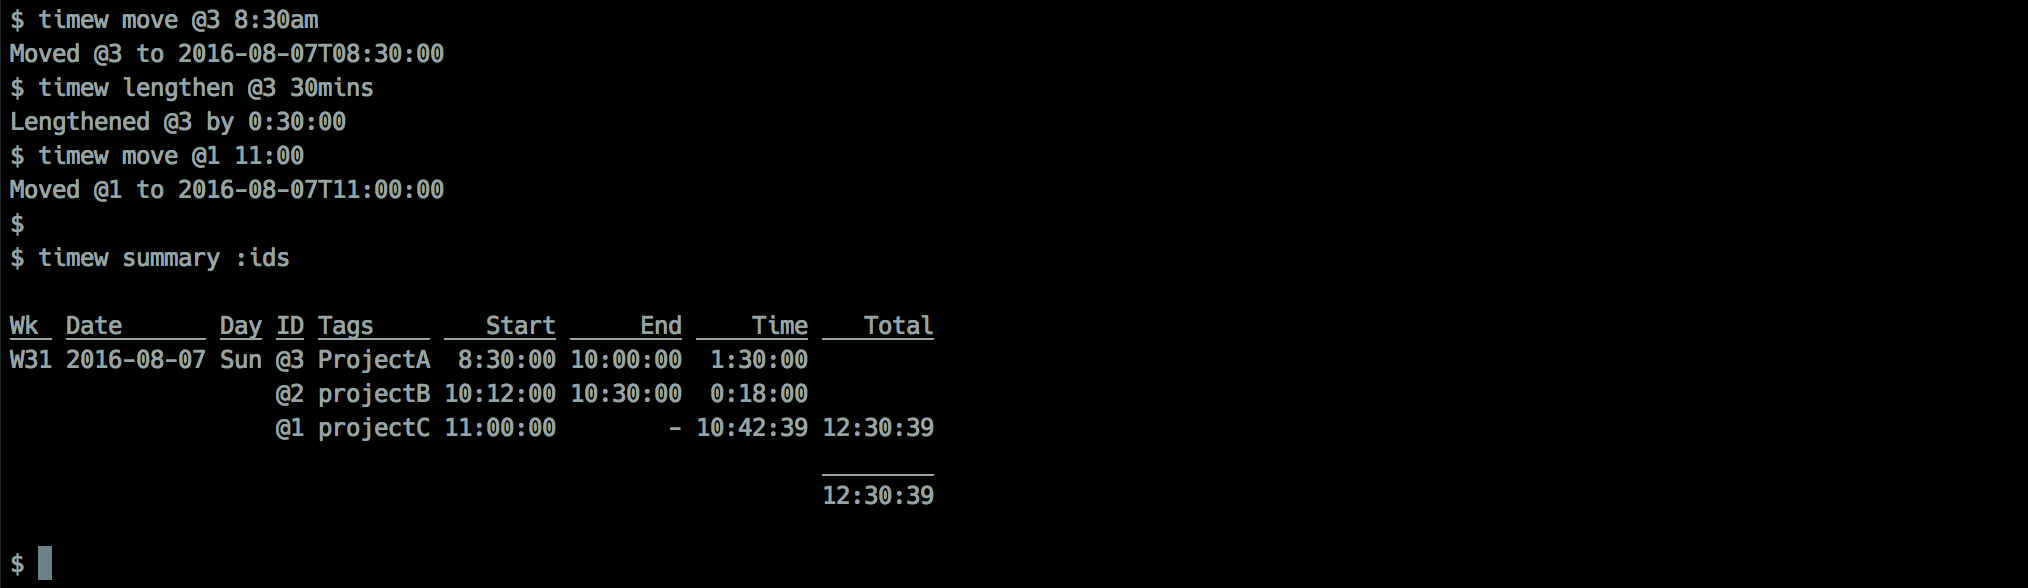 $ timew move @3 8:30am
Moved @3 to 2016-08-07T08:30:00
$ timew lengthen @3 30mins
Lengthened @3 by 0:30:00
$ timew move @1 11:00
Moved @1 to 2016-08-07T11:00:00
$
$ timew summary :ids
Wk Date Day ID Tags Start End Time Total
W31 2016-08-07 Sun @3 ProjectA 8:30:00 10:00:00 1:30:00
@2 projectB 10:12:00 10:30:00 0:18:00
@1 projectC 11:00:00 - 10:42:39 12:30:39
12:30:39
$